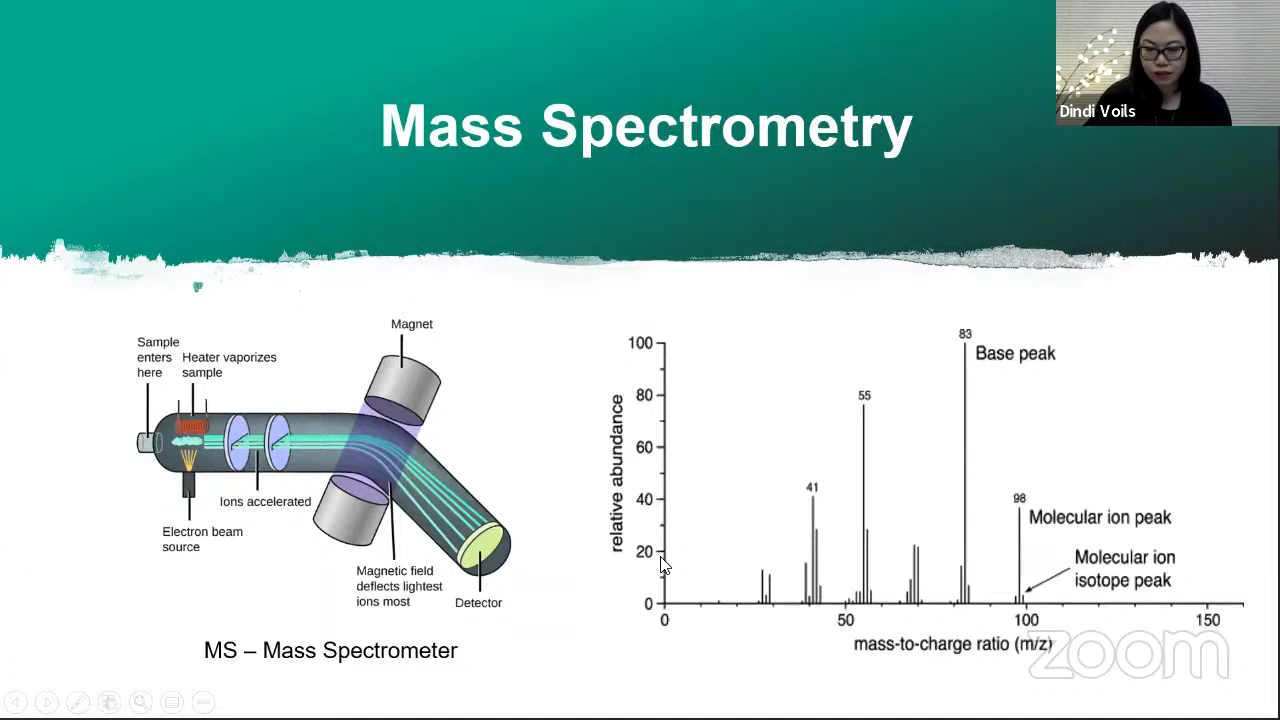 Dindi Voils
Mass Spectrometry
Magnet
Sample
enters
here
Heater vaporizes
sample
Ions accelerated
Electron beam
source
Magnetic field
deflects lightest
ions most
Detector
MS – Mass Spectrometer
83
Base peak
100
80
60
40
20
0
relative abundance
55
41
98
Molecular ion peak
Molecular ion
isotope peak
0
50
100
150
mass-to-charge ratio (m/z)
zoom